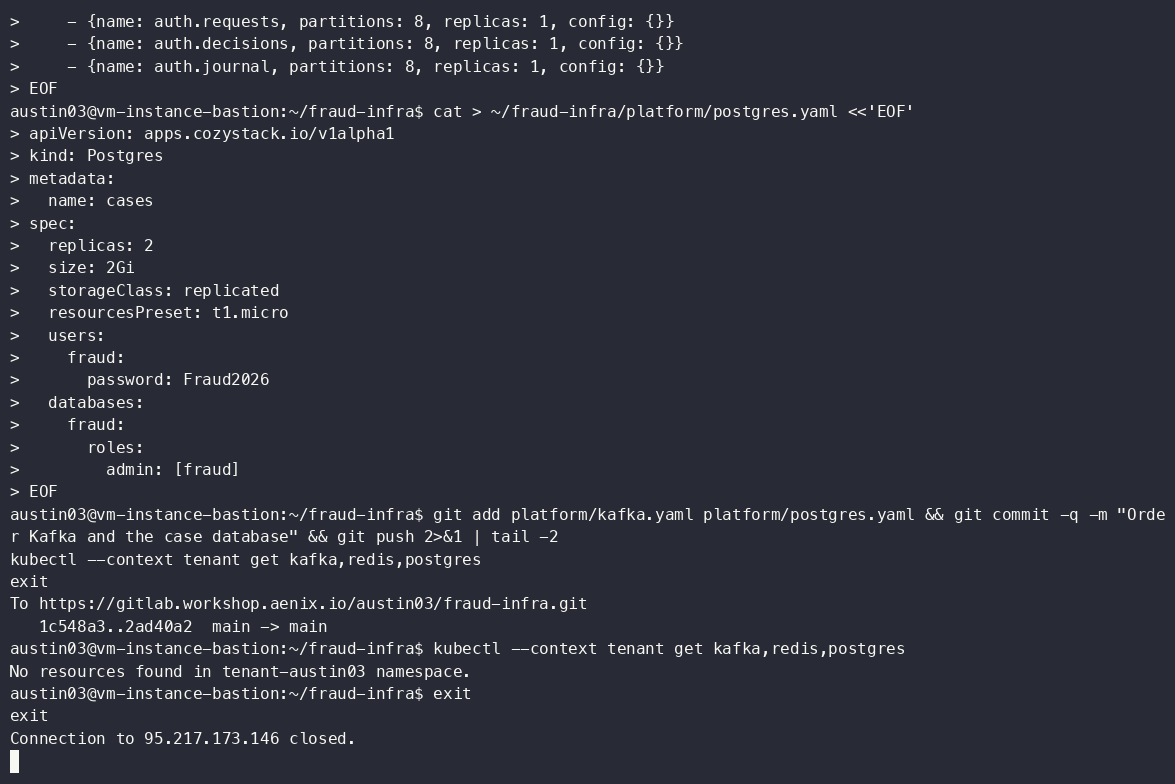 >     - {name: auth.requests, partitions: 8, replicas: 1, config: {}}
>     - {name: auth.decisions, partitions: 8, replicas: 1, config: {}}
>     - {name: auth.journal, partitions: 8, replicas: 1, config: {}}
> EOF
austin03@vm-instance-bastion:~/fraud-infra$ cat > ~/fraud-infra/platform/postgres.yaml <<'EOF'
> apiVersion: apps.cozystack.io/v1alpha1
> kind: Postgres
> metadata:
>   name: cases
> spec:
>   replicas: 2
>   size: 2Gi
>   storageClass: replicated
>   resourcesPreset: t1.micro
>   users:
>     fraud:
>       password: Fraud2026
>   databases:
>     fraud:
>       roles:
>         admin: [fraud]
> EOF
austin03@vm-instance-bastion:~/fraud-infra$ git add platform/kafka.yaml platform/postgres.yaml && git commit -q -m "Orde
r Kafka and the case database" && git push 2>&1 | tail -2
kubectl --context tenant get kafka,redis,postgres
exit
To https://gitlab.workshop.aenix.io/austin03/fraud-infra.git
   1c548a3..2ad40a2  main -> main
austin03@vm-instance-bastion:~/fraud-infra$ kubectl --context tenant get kafka,redis,postgres
No resources found in tenant-austin03 namespace.
austin03@vm-instance-bastion:~/fraud-infra$ exit
exit
Connection to 95.217.173.146 closed.